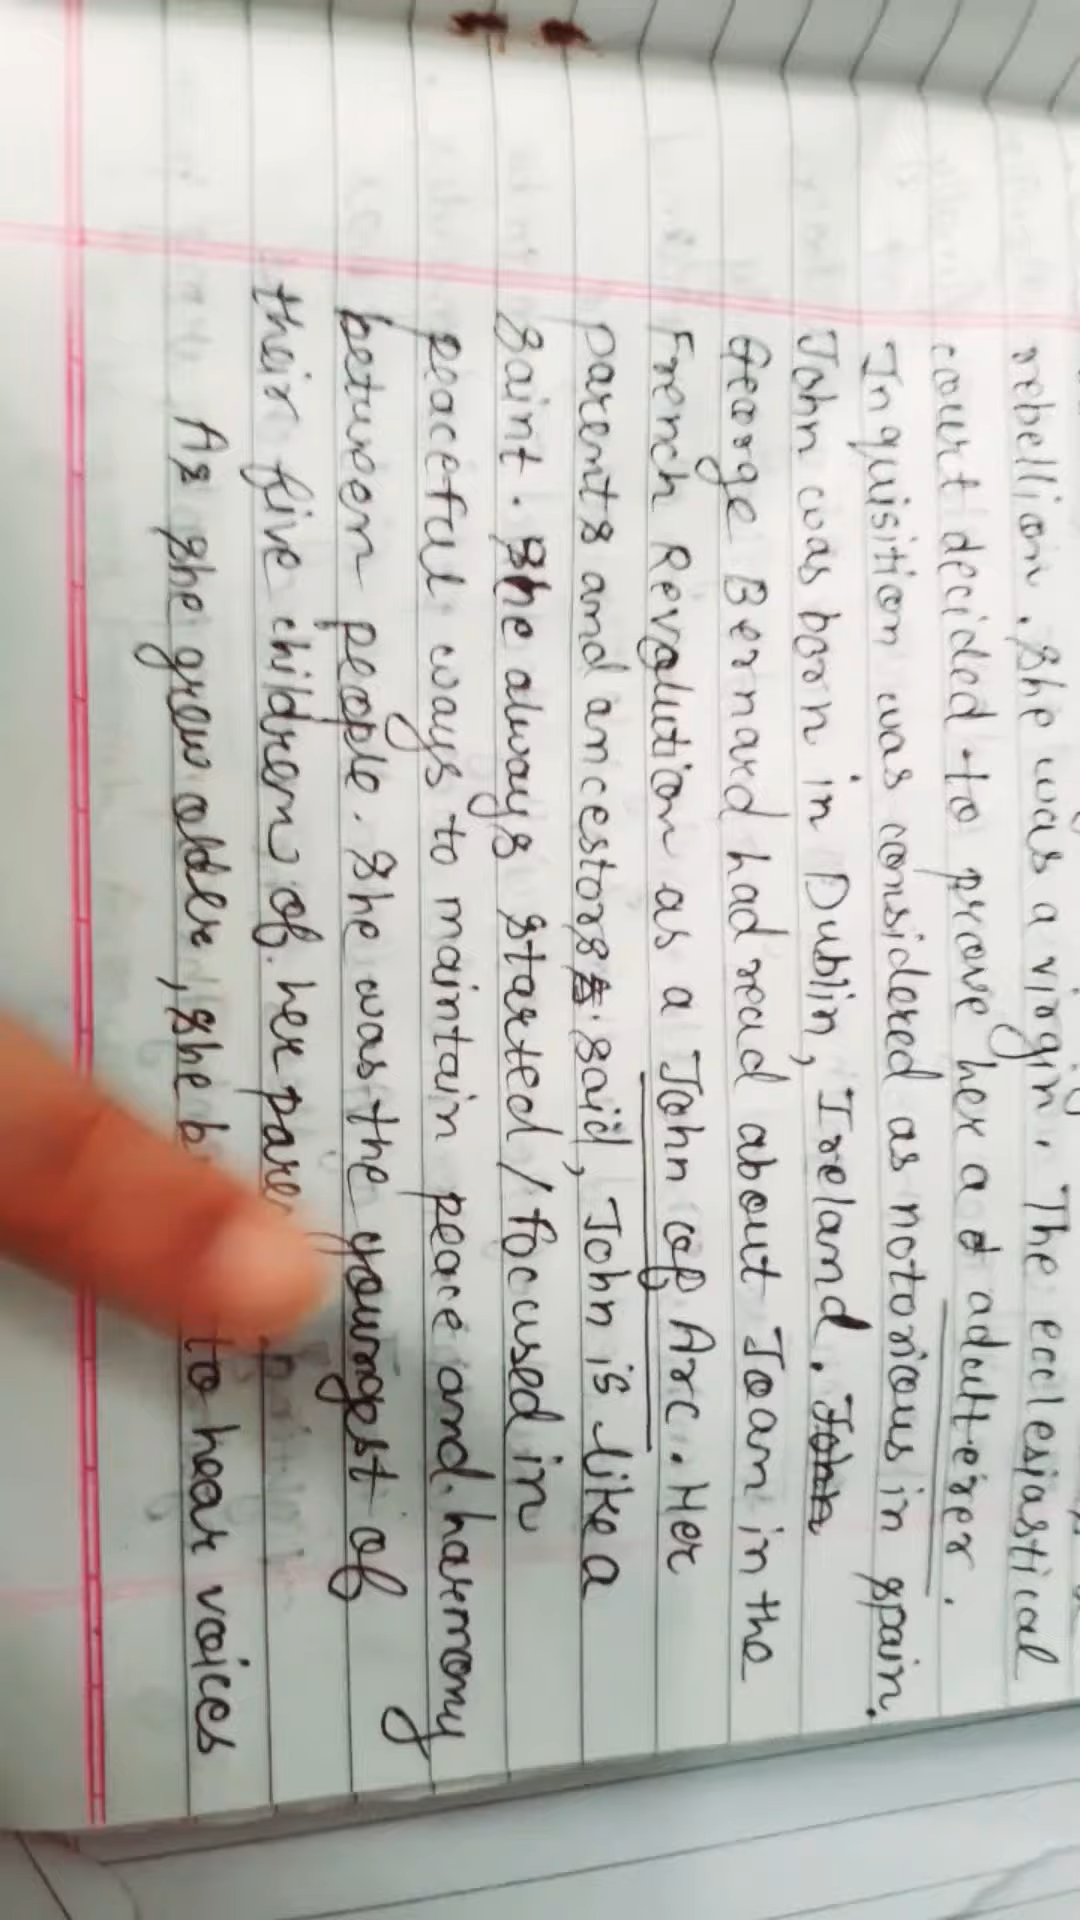 rebellion. She was a virgin. The ecclesiastical
court decided to prove her a adulterer.
Inquisition was considered as notorious in spain.
John was born in Dublin, Ireland. John
George Bernard had read about Joan in the
French Revolution as a John of Arc. Her
parents and ancestors said, John is like a
Saint. She always started / focused in
peaceful ways to maintain peace and harmony
between people. She was the youngest of
their five children of her
As she grew older, she to hear voices